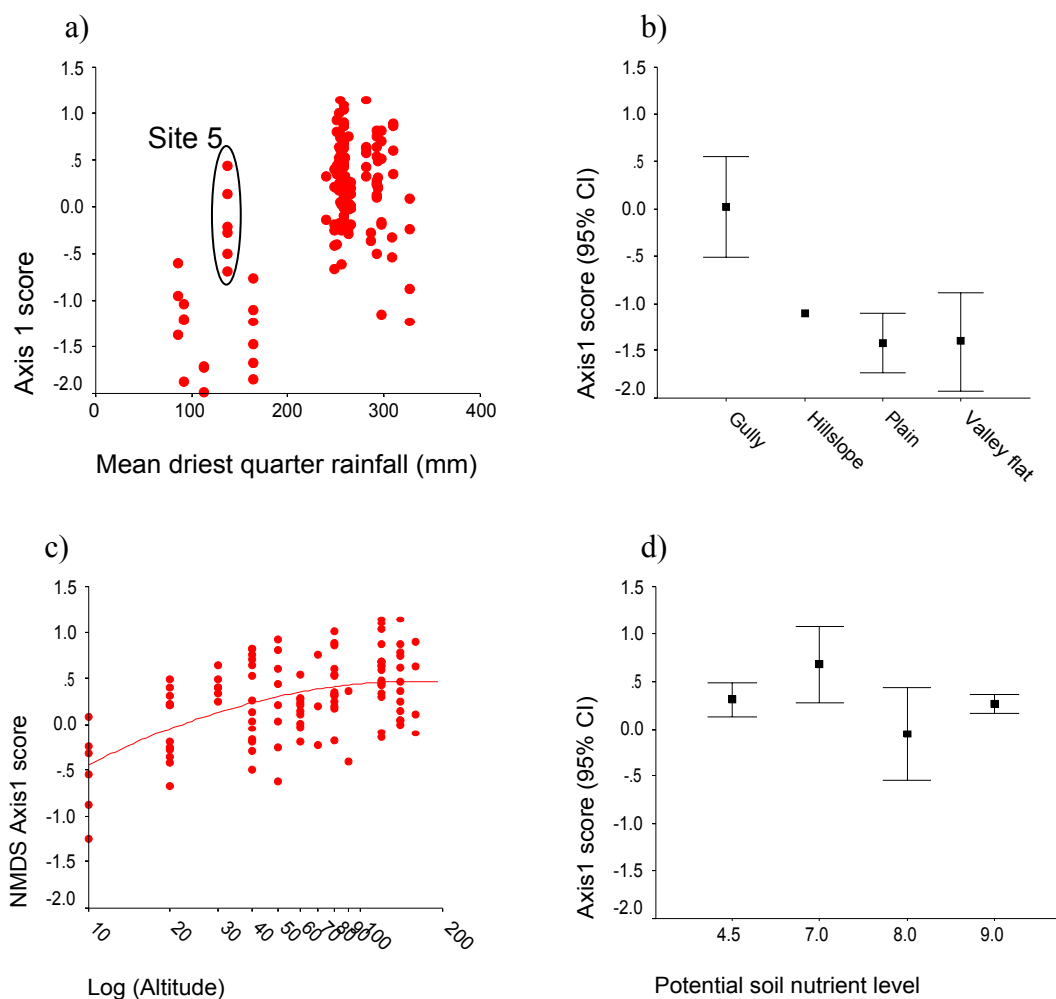 a)
1.5
1.0
.5
0.0
-.5
-1.0
-1.5
-2.0
Axis 1 score
Site 5
0 100 200 300 400
Mean driest quarter rainfall (mm)
b)
1.5
1.0
.5
0.0
-.5
-1.0
-1.5
-2.0
Axis1 score (95% CI)
Gully Hillslope Plain Valley flat
c)
1.5
1.0
.5
0.0
-.5
-1.0
-1.5
-2.0
NMDS Axis1 score
10 20 30 40 50 60 70 80 90 100 200
Log (Altitude)
d)
1.5
1.0
.5
0.0
-.5
-1.0
-1.5
-2.0
Axis1 score (95% CI)
4.5 7.0 8.0 9.0
Potential soil nutrient level